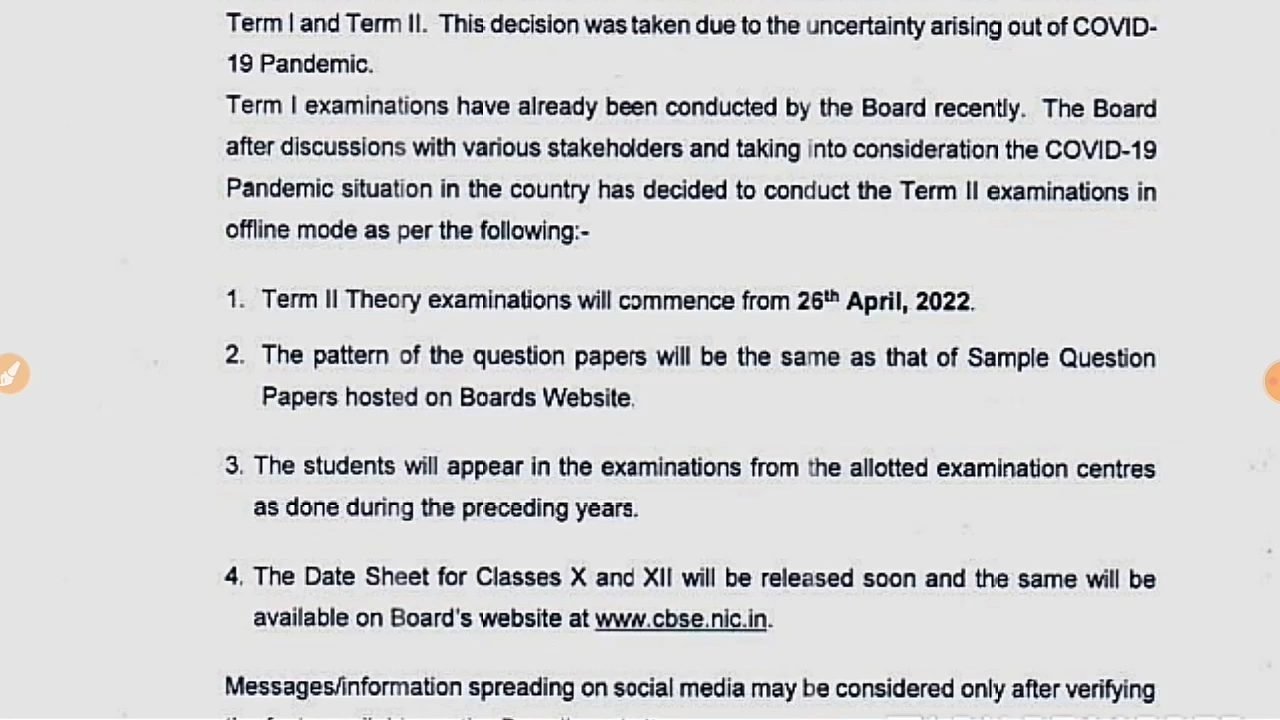 Term I and Term II. This decision was taken due to the uncertainty arising out of COVID-
19 Pandemic.
Term I examinations have already been conducted by the Board recently. The Board
after discussions with various stakeholders and taking into consideration the COVID-19
Pandemic situation in the country has decided to conduct the Term II examinations in
offline mode as per the following:-
1. Term II Theory examinations will commence from 26th April, 2022.
2. The pattern of the question papers will be the same as that of Sample Question
Papers hosted on Boards Website.
3. The students will appear in the examinations from the allotted examination centres
as done during the preceding years.
4. The Date Sheet for Classes X and XII will be released soon and the same will be
available on Board's website at www.cbse.nic.in.
Messages/information spreading on social media may be considered only after verifying